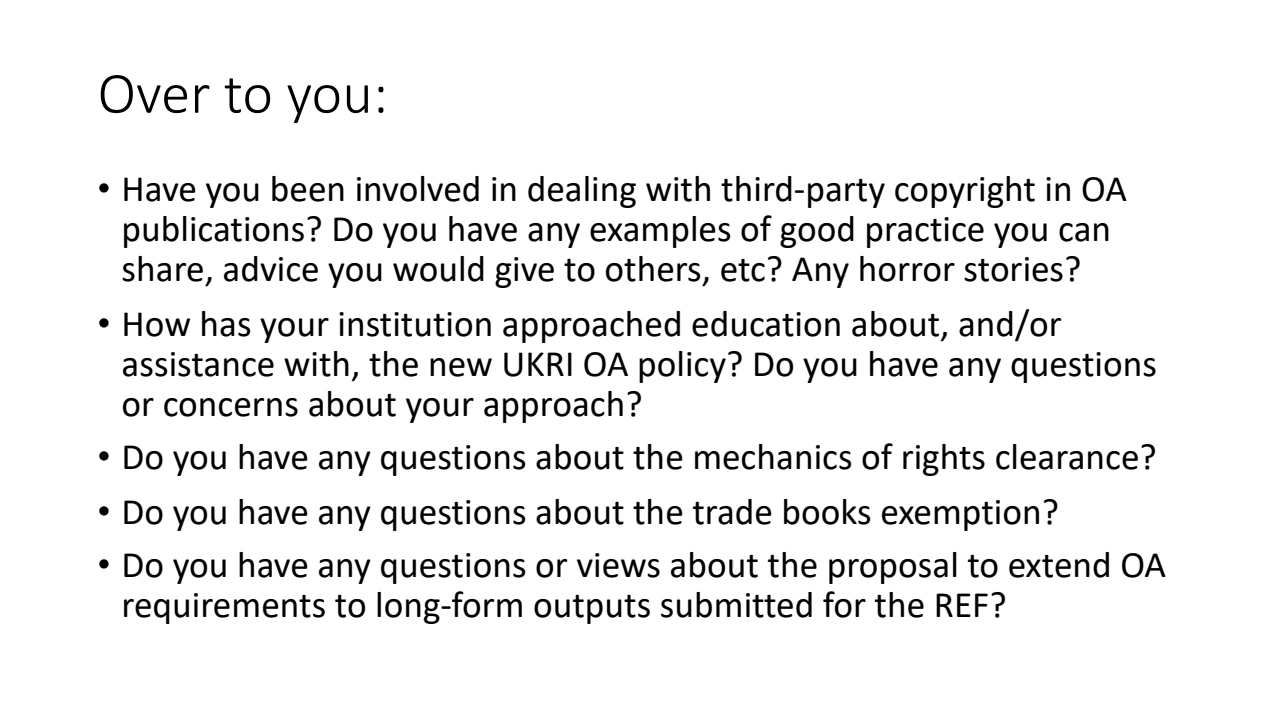 Over to you:
• Have you been involved in dealing with third-party copyright in OA
publications? Do you have any examples of good practice you can
share, advice you would give to others, etc? Any horror stories?
• How has your institution approached education about, and/or
assistance with, the new UKRI OA policy? Do you have any questions
or concerns about your approach?
• Do you have any questions about the mechanics of rights clearance?
• Do you have any questions about the trade books exemption?
• Do you have any questions or views about the proposal to extend OA
requirements to long-form outputs submitted for the REF?